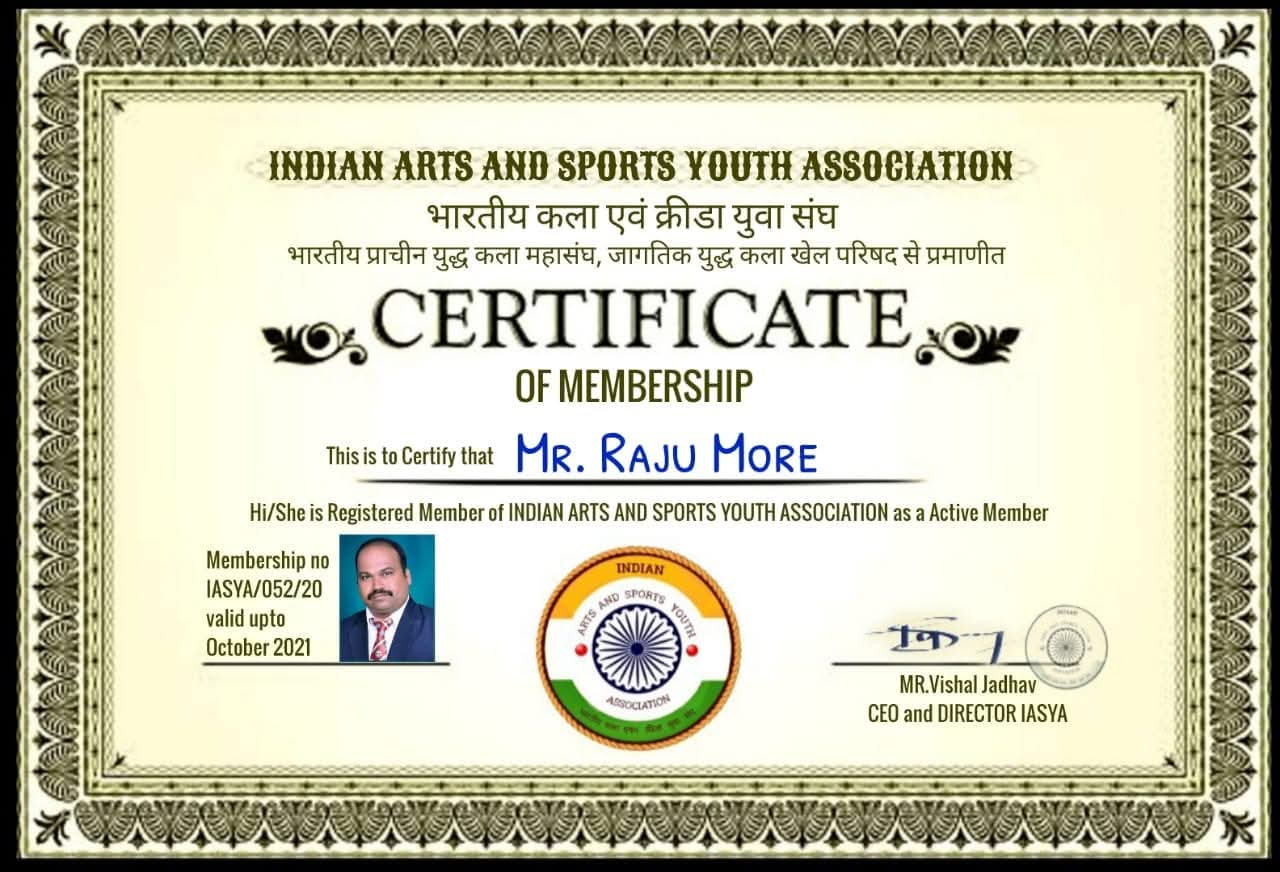 INDIAN ARTS AND SPORTS YOUTH ASSOCIATION
भारतीय कला एवं क्रीडा युवा संघ
भारतीय प्राचीन युद्ध कला महासंघ, जागतिक युद्ध कला खेल परिषद से प्रमाणीत
CERTIFICATE
OF MEMBERSHIP
This is to Certify that MR. RAJU MORE
Hi/She is Registered Member of INDIAN ARTS AND SPORTS YOUTH ASSOCIATION as a Active Member
Membership no
IASYA/052/20
valid upto
October 2021
INDIAN
ARTS AND SPORTS YOUTH
ASSOCIATION
MR.Vishal Jadhav
CEO and DIRECTOR IASYA